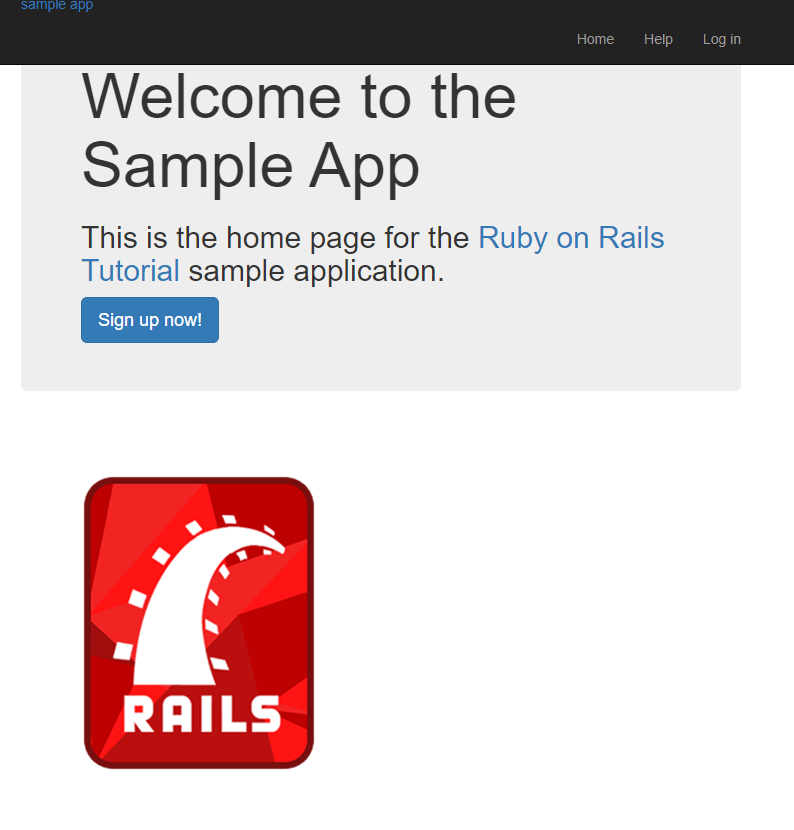 sample app
Home Help Log in
Welcome to the
Sample App
This is the home page for the Ruby on Rails
Tutorial sample application.
Sign up now!
RAILS